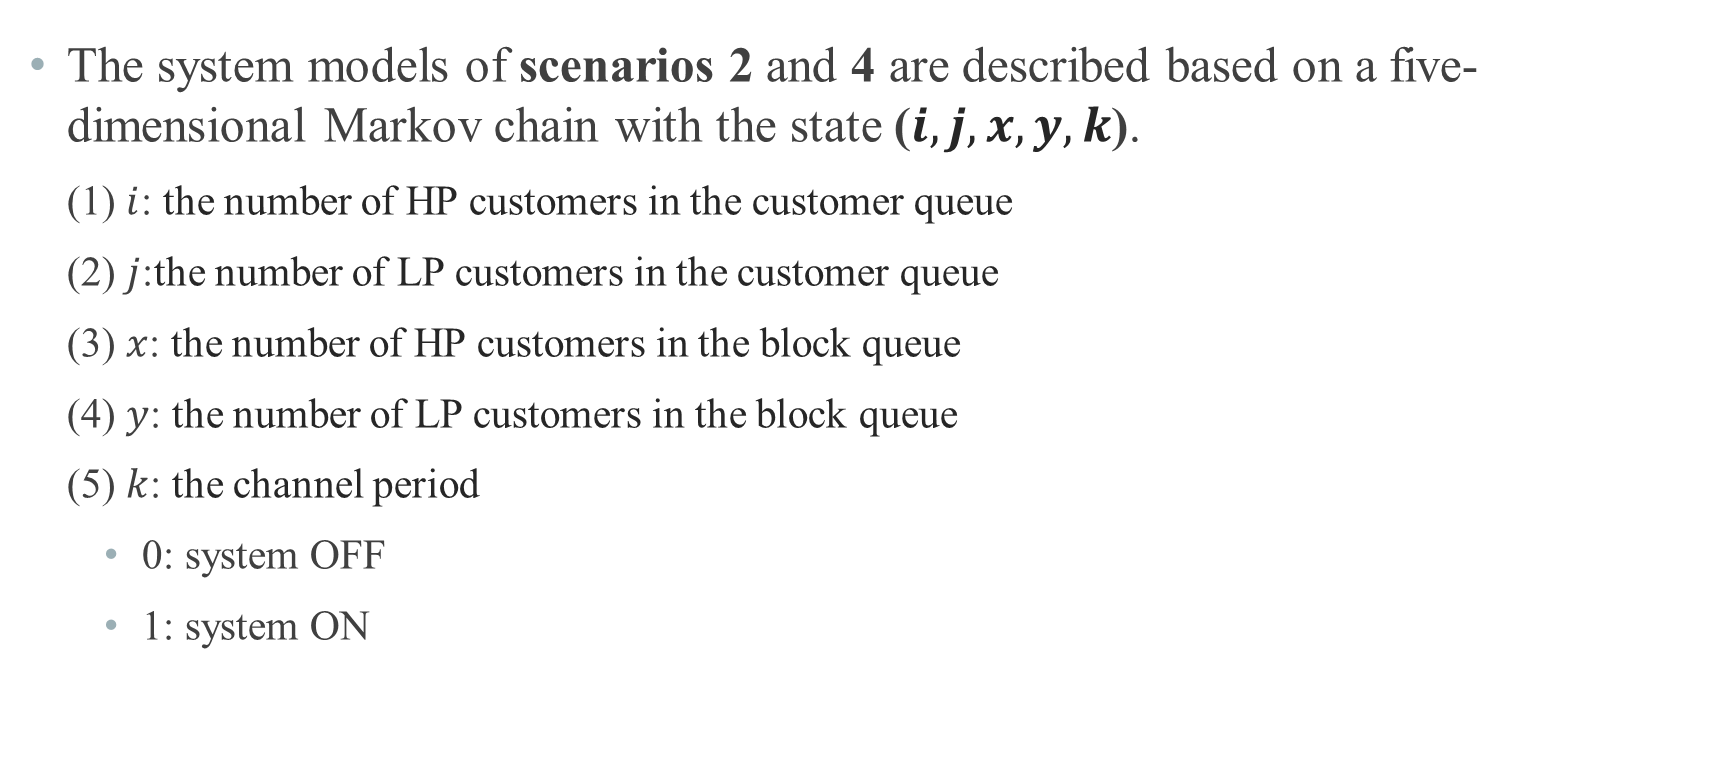 • The system models of scenarios 2 and 4 are described based on a five-
dimensional Markov chain with the state (i, j, x, y, k).
(1) i: the number of HP customers in the customer queue
(2) j:the number of LP customers in the customer queue
(3) x: the number of HP customers in the block queue
(4) y: the number of LP customers in the block queue
(5) k: the channel period
• 0: system OFF
• 1: system ON